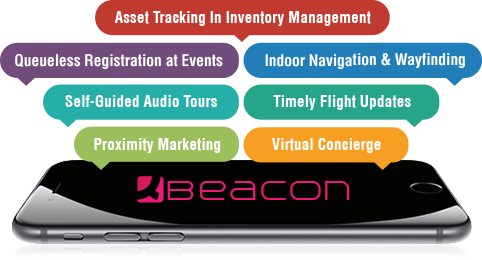 Asset Tracking In Inventory Management
Queueless Registration at Events
Indoor Navigation & Wayfinding
Self-Guided Audio Tours
Timely Flight Updates
Proximity Marketing
Virtual Concierge
Beacon